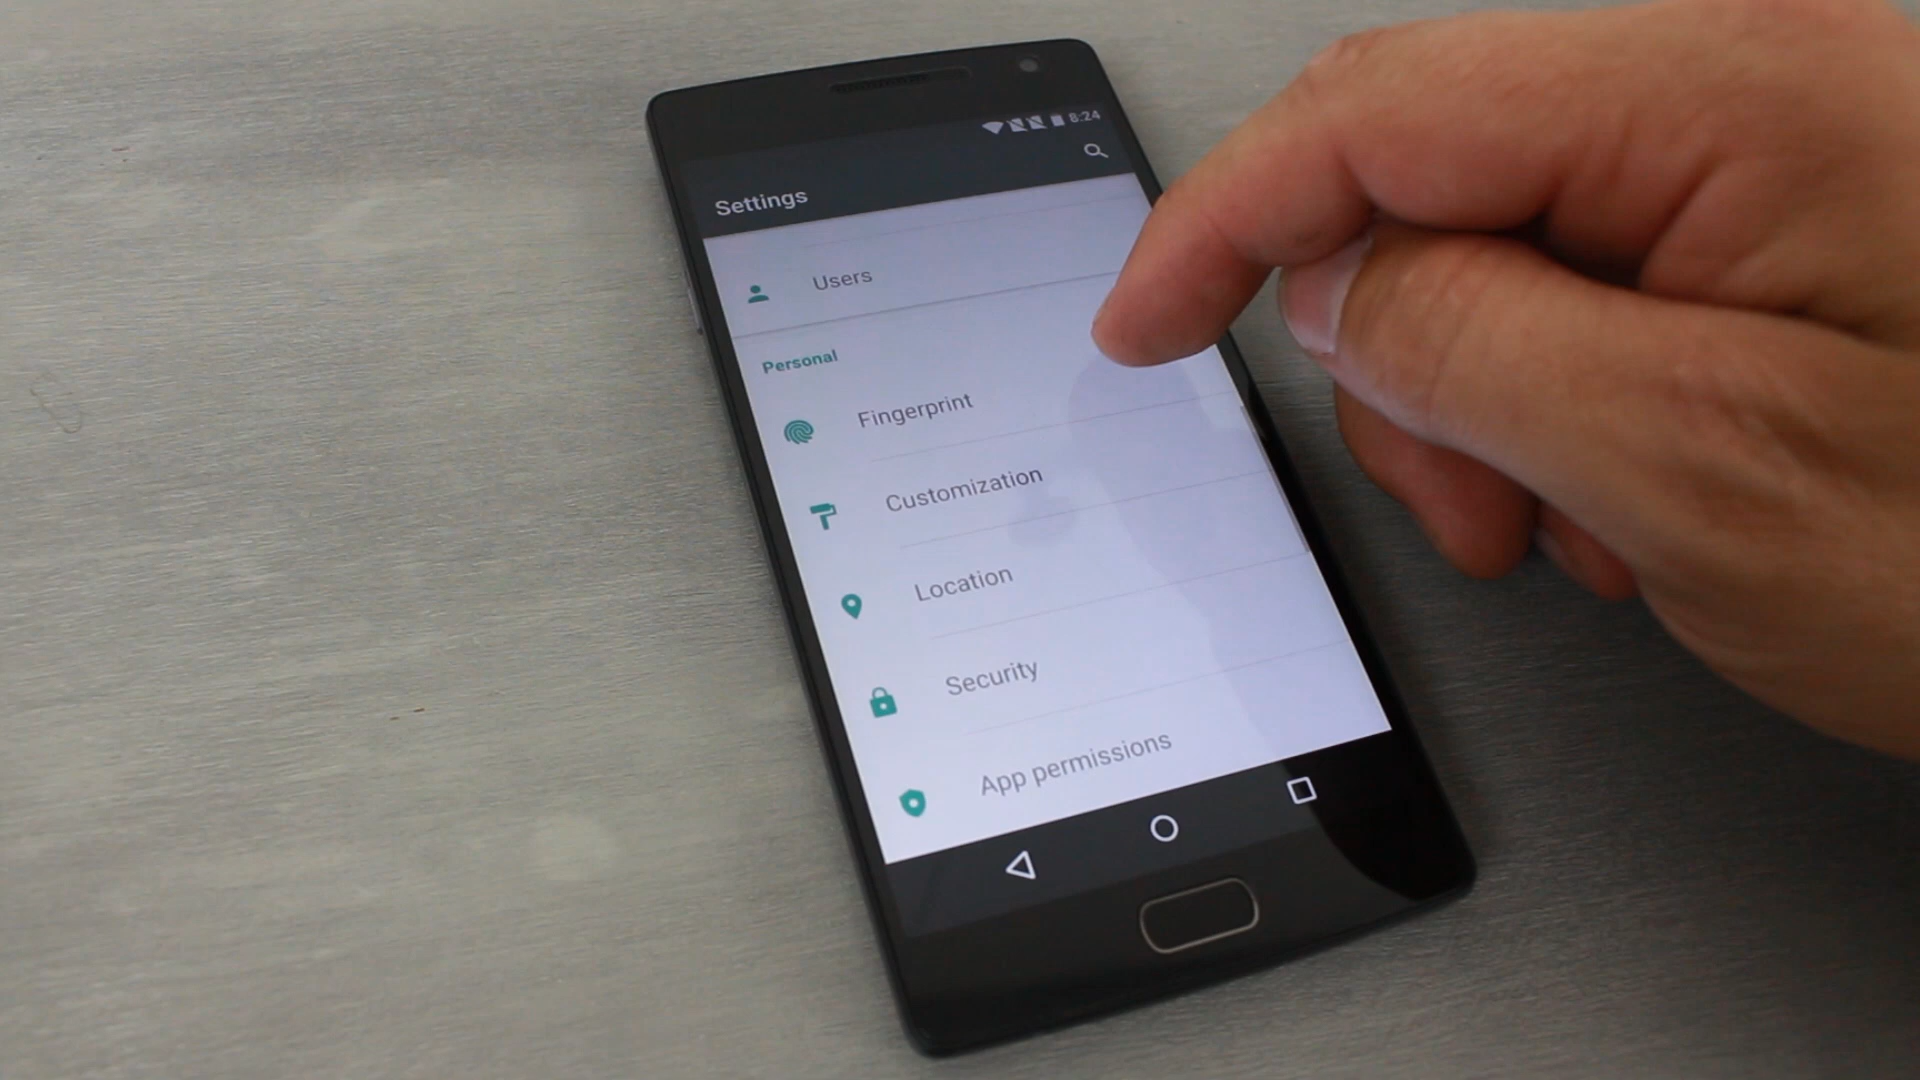 8:24
Settings
Users
Personal
Fingerprint
Customization
Location
Security
App permissions